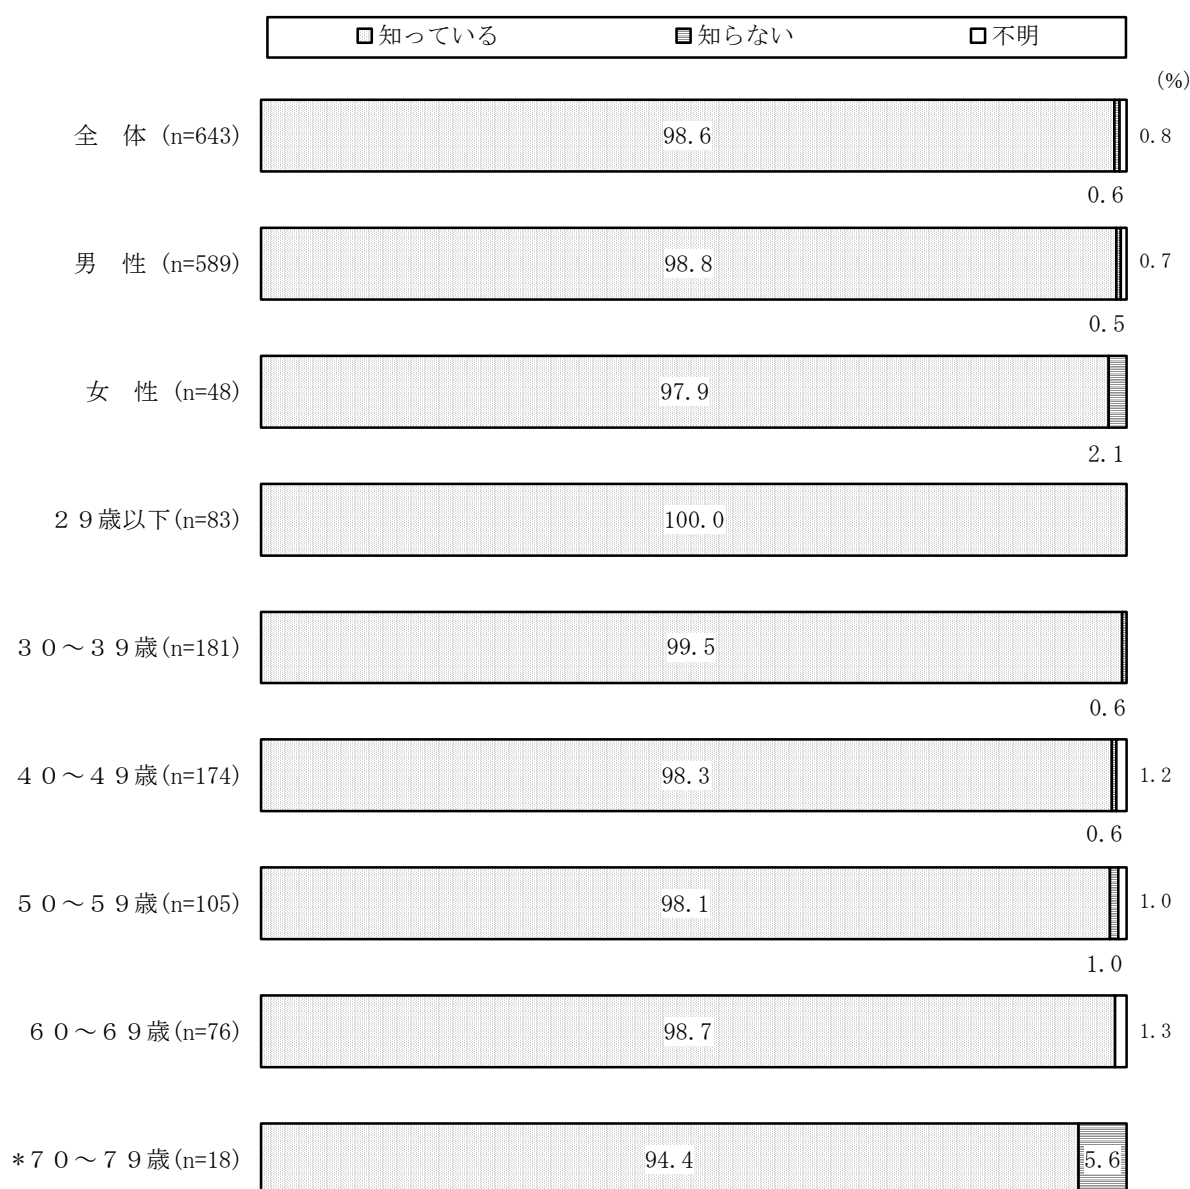 知っている 知らない 不明
(%)
全 体 (n=643) 98.6 0.8
0.6
男 性 (n=589) 98.8 0.7
0.5
女 性 (n=48) 97.9
2.1
２９歳以下(n=83) 100.0
３０～３９歳(n=181) 99.5
0.6
４０～４９歳(n=174) 98.3 1.2
0.6
５０～５９歳(n=105) 98.1 1.0
1.0
６０～６９歳(n=76) 98.7 1.3
*７０～７９歳(n=18) 94.4 5.6